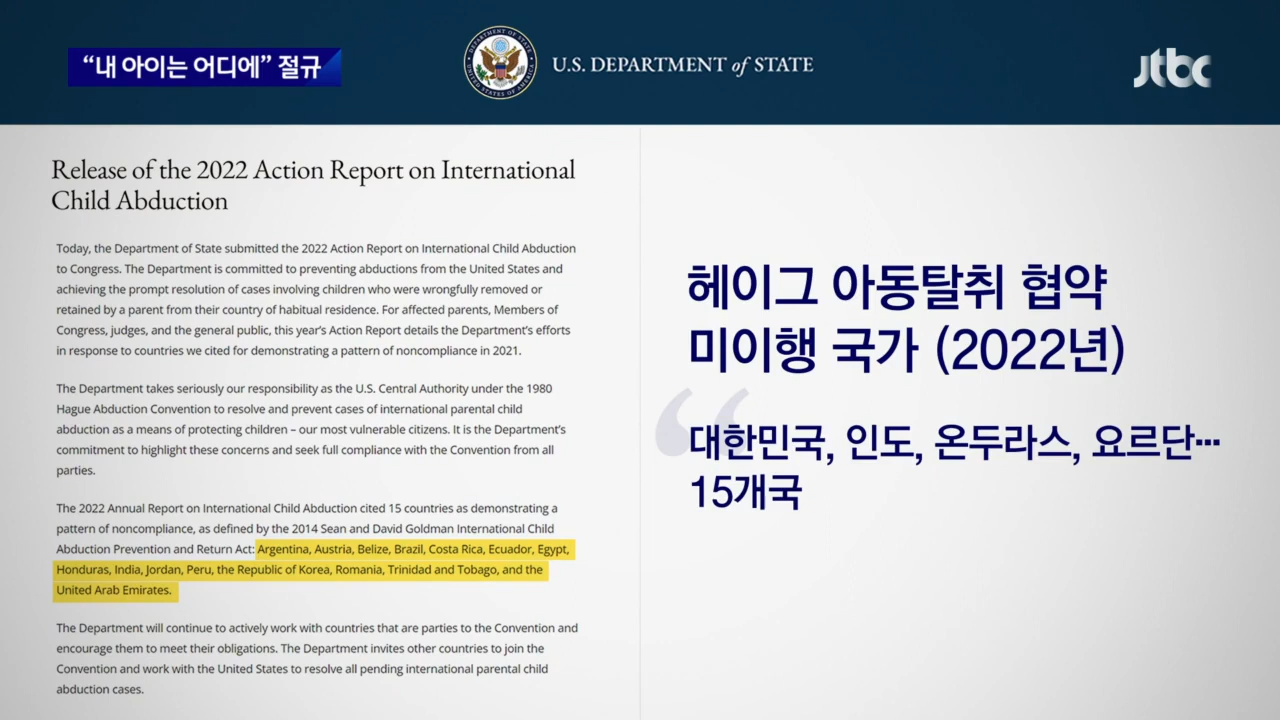 “내 아이는 어디에” 절규
U.S. DEPARTMENT of STATE
jtbc
Release of the 2022 Action Report on International
Child Abduction
Today, the Department of State submitted the 2022 Action Report on International Child Abduction
to Congress. The Department is committed to preventing abductions from the United States and
achieving the prompt resolution of cases involving children who were wrongfully removed or
retained by a parent from their country of habitual residence. For affected parents, Members of
Congress, judges, and the general public, this year’s Action Report details the Department’s efforts
in response to countries we cited for demonstrating a pattern of noncompliance in 2021.
The Department takes seriously our responsibility as the U.S. Central Authority under the 1980
Hague Abduction Convention to resolve and prevent cases of international parental child
abduction as a means of protecting children – our most vulnerable citizens. It is the Department’s
commitment to highlight these concerns and seek full compliance with the Convention from all
parties.
The 2022 Annual Report on International Child Abduction cited 15 countries as demonstrating a
pattern of noncompliance, as defined by the 2014 Sean and David Goldman International Child
Abduction Prevention and Return Act: Argentina, Austria, Belize, Brazil, Costa Rica, Ecuador, Egypt,
Honduras, India, Jordan, Peru, the Republic of Korea, Romania, Trinidad and Tobago, and the
United Arab Emirates.
The Department will continue to actively work with countries that are parties to the Convention and
encourage them to meet their obligations. The Department invites other countries to join the
Convention and work with the United States to resolve all pending international parental child
abduction cases.
헤이그 아동탈취 협약
미이행 국가 (2022년)
“
대한민국, 인도, 온두라스, 요르단…
15개국